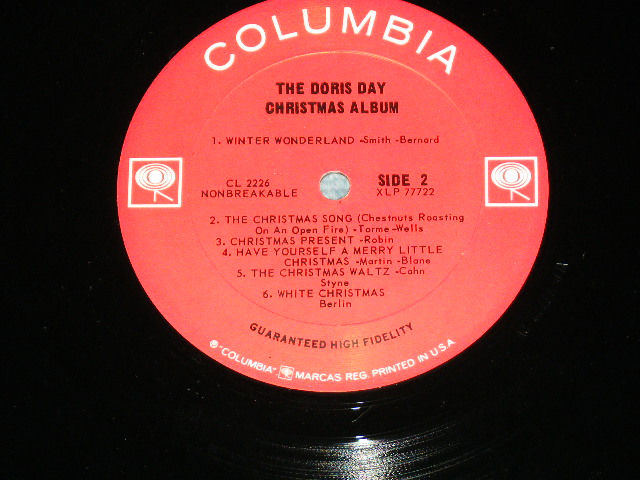 COLUMBIA
THE DORIS DAY
CHRISTMAS ALBUM
1. WINTER WONDERLAND -Smith -Bernard
CL 2226
NONBREAKABLE
SIDE 2
XLP 77722
2. THE CHRISTMAS SONG (Chestnuts Roasting
On An Open Fire) -Torme -Wells
3. CHRISTMAS PRESENT -Robin
4. HAVE YOURSELF A MERRY LITTLE
CHRISTMAS -Martin -Blane
5. THE CHRISTMAS WALTZ -Cahn
Styne
6. WHITE CHRISTMAS
Berlin
GUARANTEED HIGH FIDELITY
® "COLUMBIA", MARCAS REG. PRINTED IN U.S.A.